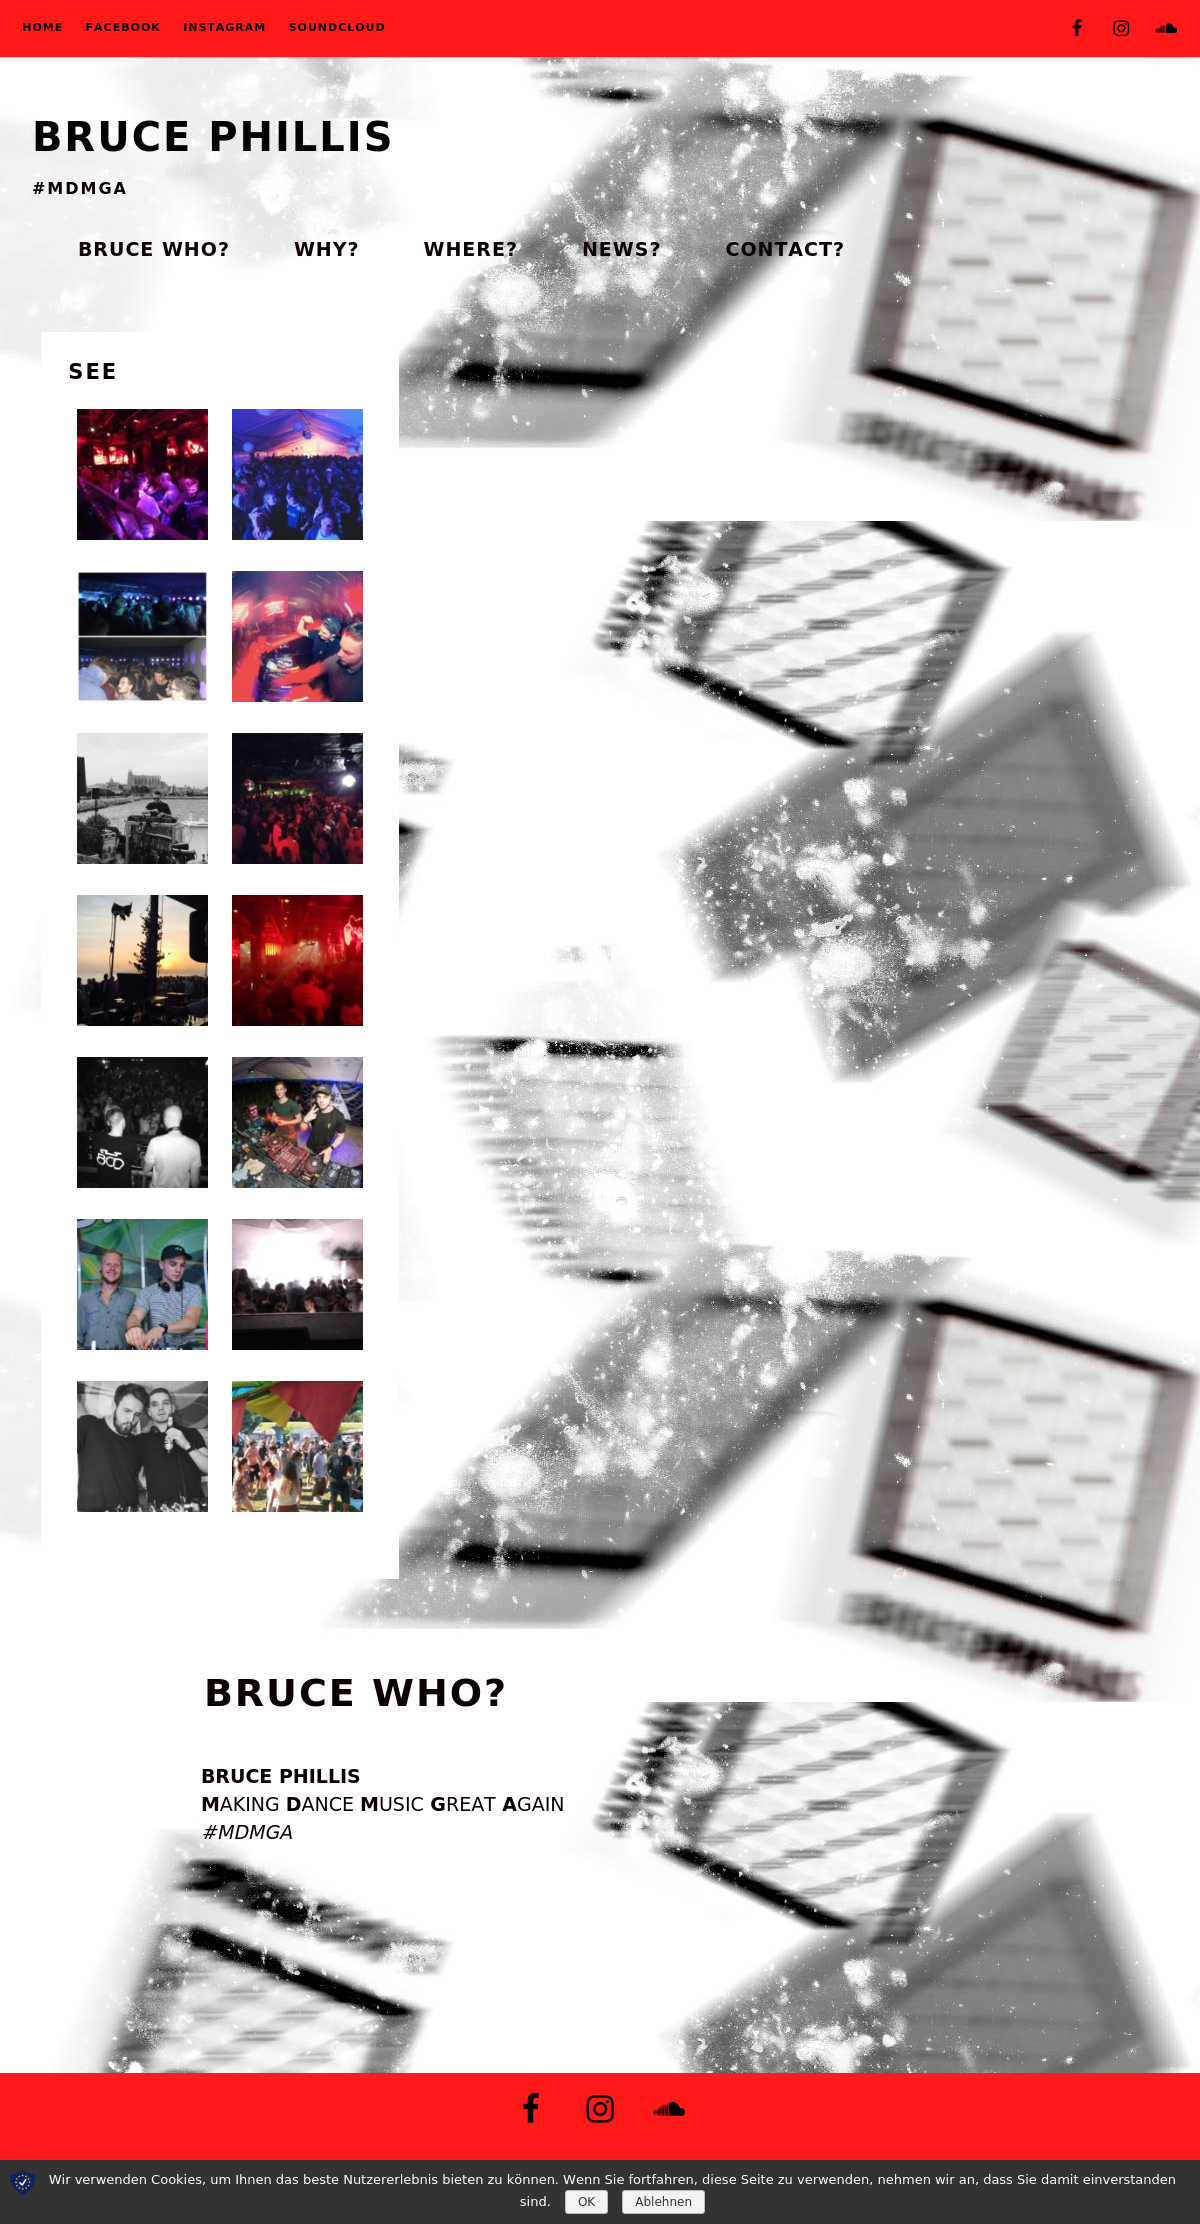 HOME FACEBOOK INSTAGRAM SOUNDCLOUD
BRUCE PHILLIS
#MDMGA
BRUCE WHO? WHY? WHERE? NEWS? CONTACT?
SEE
BRUCE WHO?
BRUCE PHILLIS
MAKING DANCE MUSIC GREAT AGAIN
#MDMGA
Wir verwenden Cookies, um Ihnen das beste Nutzererlebnis bieten zu können. Wenn Sie fortfahren, diese Seite zu verwenden, nehmen wir an, dass Sie damit einverstanden
sind. OK Ablehnen